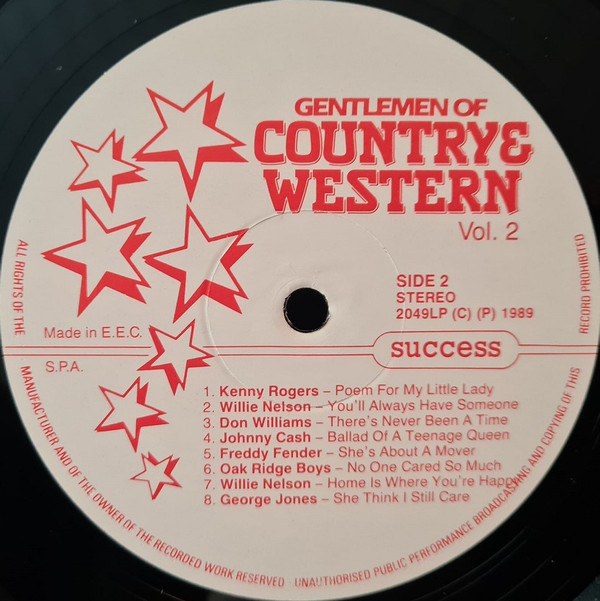 GENTLEMEN OF
COUNTRY&
WESTERN
Vol. 2
SIDE 2
STEREO
2049LP (C) (P) 1989
Made in E.E.C.
S.P.A.
success
1. Kenny Rogers – Poem For My Little Lady
2. Willie Nelson – You'll Always Have Someone
3. Don Williams – There's Never Been A Time
4. Johnny Cash – Ballad Of A Teenage Queen
5. Freddy Fender – She's About A Mover
6. Oak Ridge Boys – No One Cared So Much
7. Willie Nelson – Home Is Where You're Happy
8. George Jones – She Think I Still Care
ALL RIGHTS OF THE MANUFACTURER AND OF THE OWNER OF THE RECORDED WORK RESERVED · UNAUTHORISED PUBLIC PERFORMANCE BROADCASTING AND COPYING OF THIS RECORD PROHIBITED